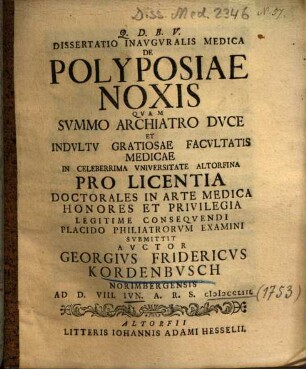 Diss. Med. 2346
Nº. 57.
Q. D. B. V.
DISSERTATIO INAVGVRALIS MEDICA
DE
POLYPOSIAE
NOXIS
QVAM
SVMMO ARCHIATRO DVCE
ET
INDVLTV GRATIOSAE FACVLTATIS
MEDICAE
IN CELEBERRIMA VNIVERSITATE ALTORFINA
PRO LICENTIA
DOCTORALES IN ARTE MEDICA
HONORES ET PRIVILEGIA
LEGITIME CONSEQVENDI
PLACIDO PHILIATRORVM EXAMINI
SVBMITTIT
AVCTOR
GEORGIVS FRIDERICVS
KORDENBVSCH
NORIMBERGENSIS
AD D. VIII. IVN. A. R. S. cIↃIↃccLIII.
(1753)
ALTORFII
LITTERIS IOHANNIS ADAMI HESSELII.